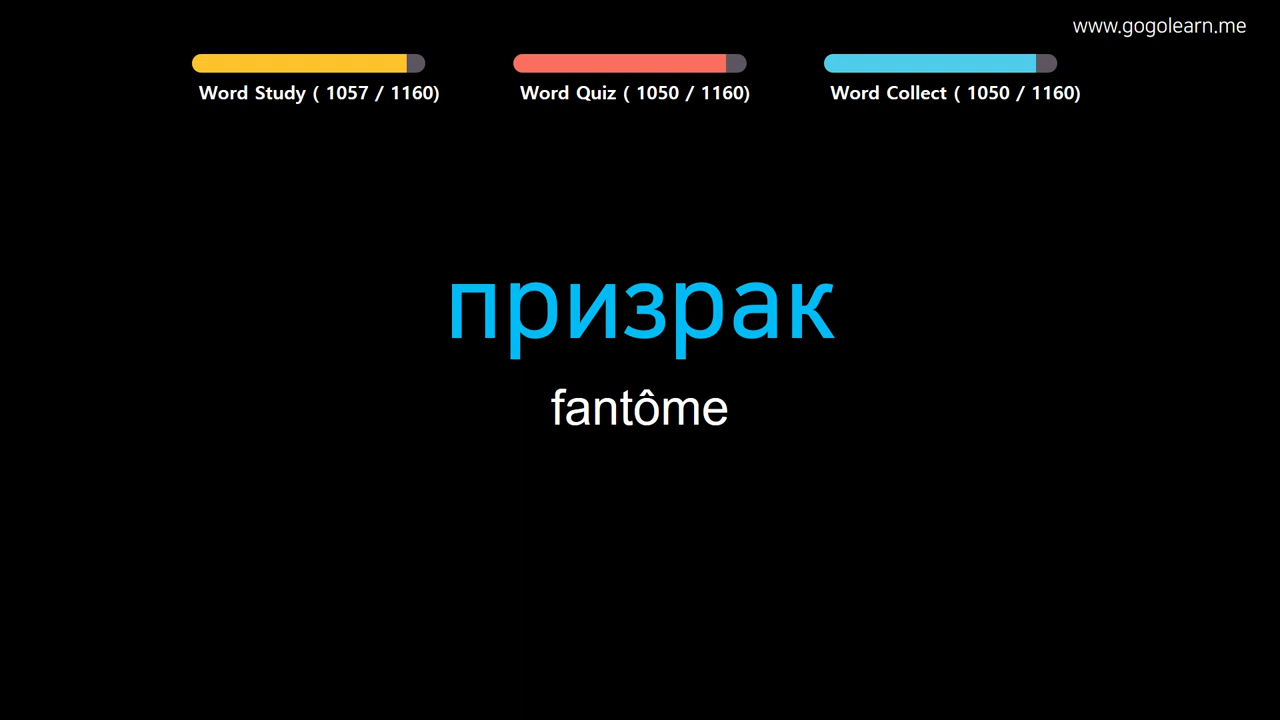 www.gogolearn.me
Word Study ( 1057 / 1160)
Word Quiz ( 1050 / 1160)
Word Collect ( 1050 / 1160)
призрак
fantôme